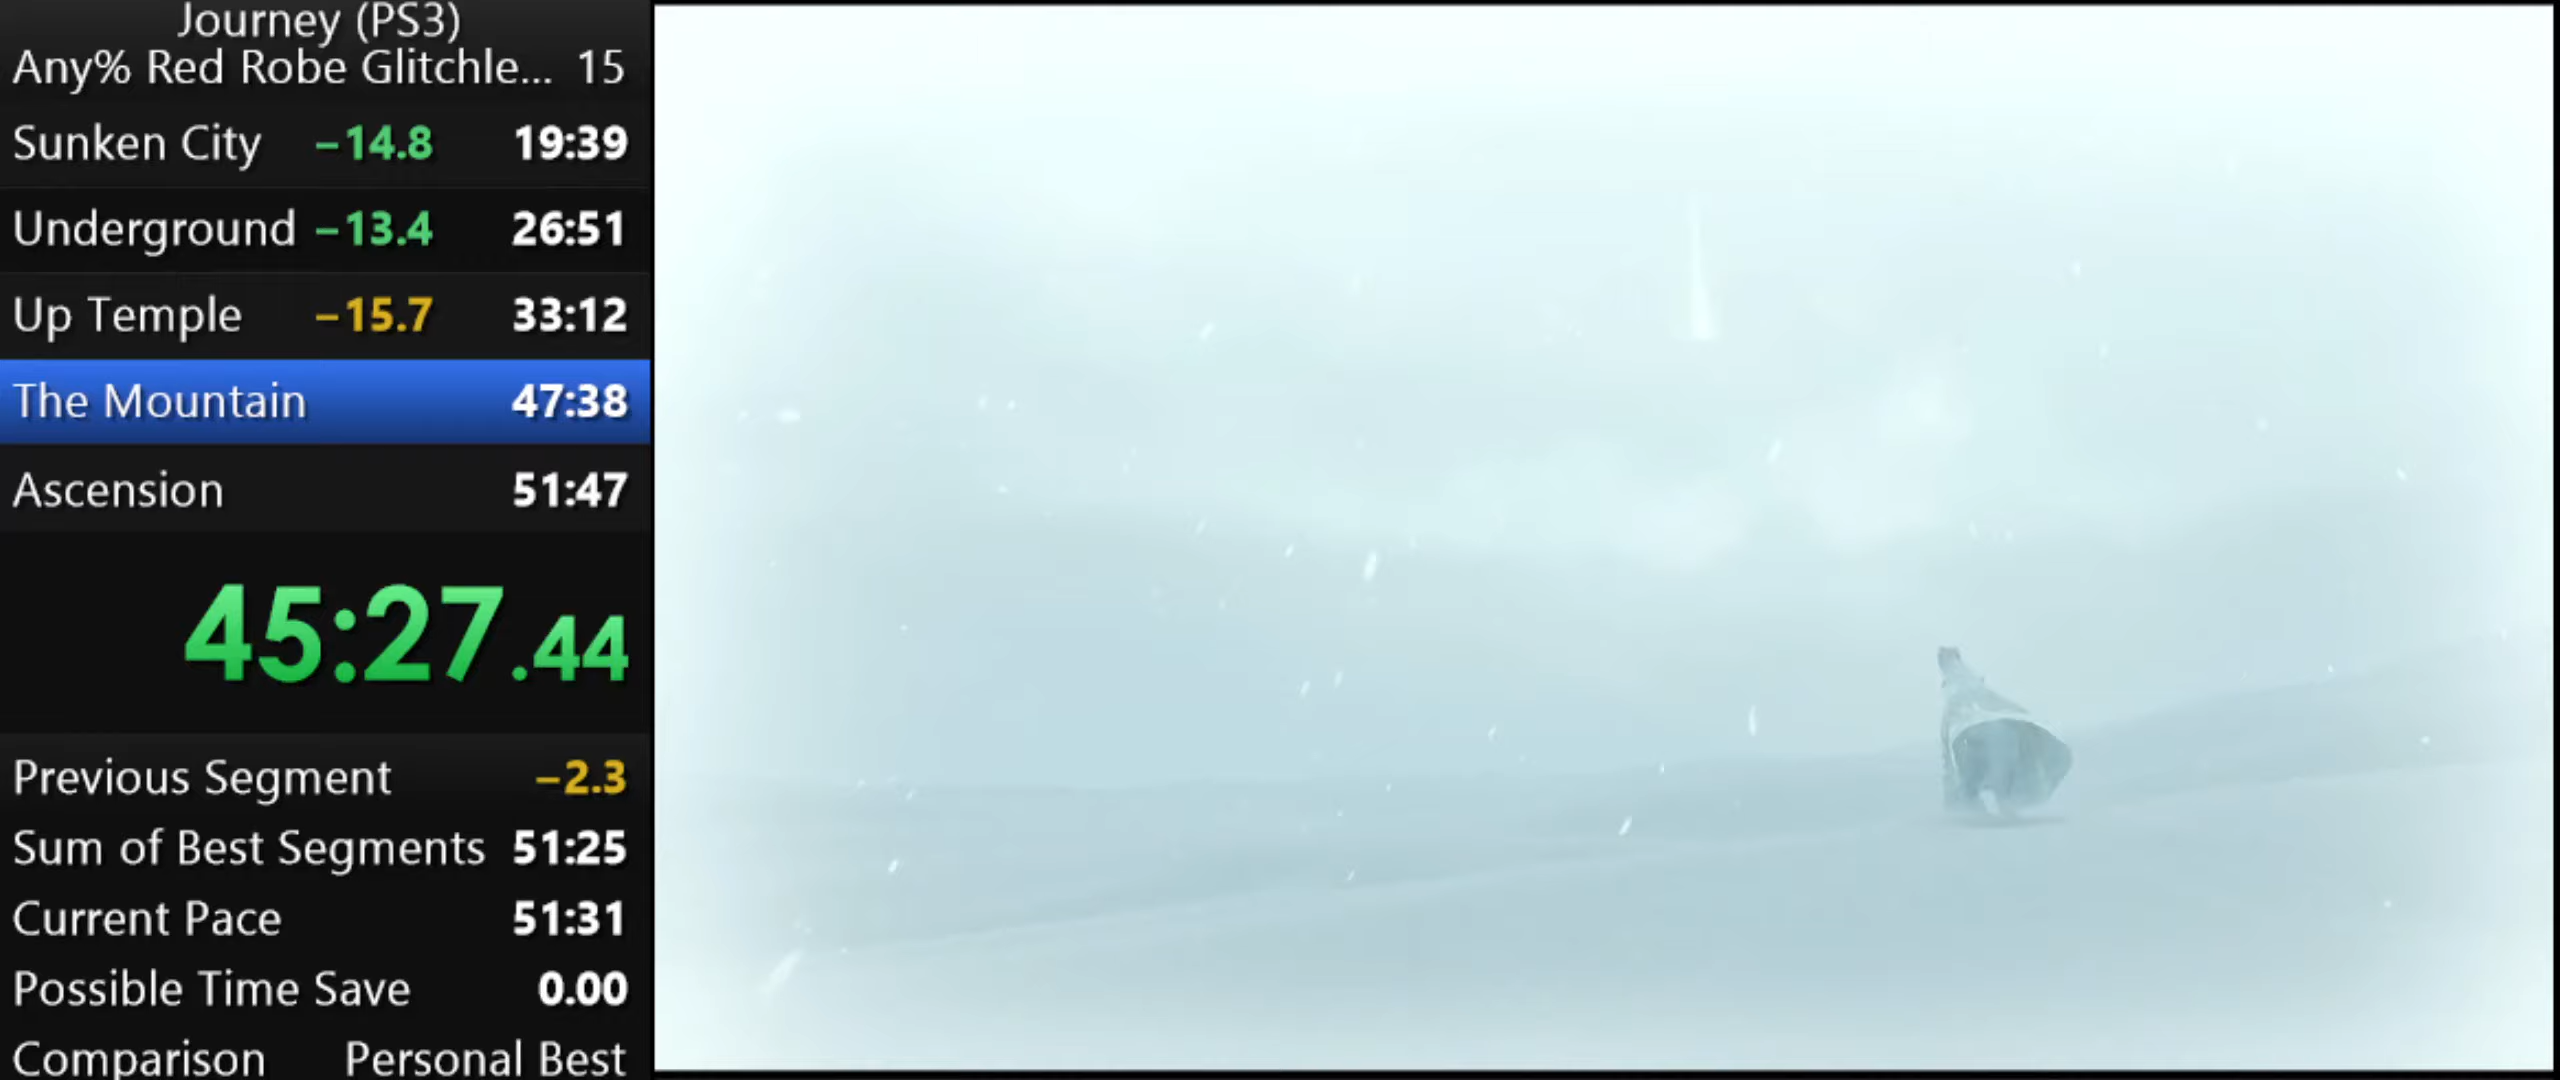 Journey (PS3)
Any% Red Robe Glitchle... 15
Sunken City −14.8 19:39
Underground −13.4 26:51
Up Temple −15.7 33:12
The Mountain 47:38
Ascension 51:47
45:27.44
Previous Segment −2.3
Sum of Best Segments 51:25
Current Pace 51:31
Possible Time Save 0.00
Comparison Personal Best